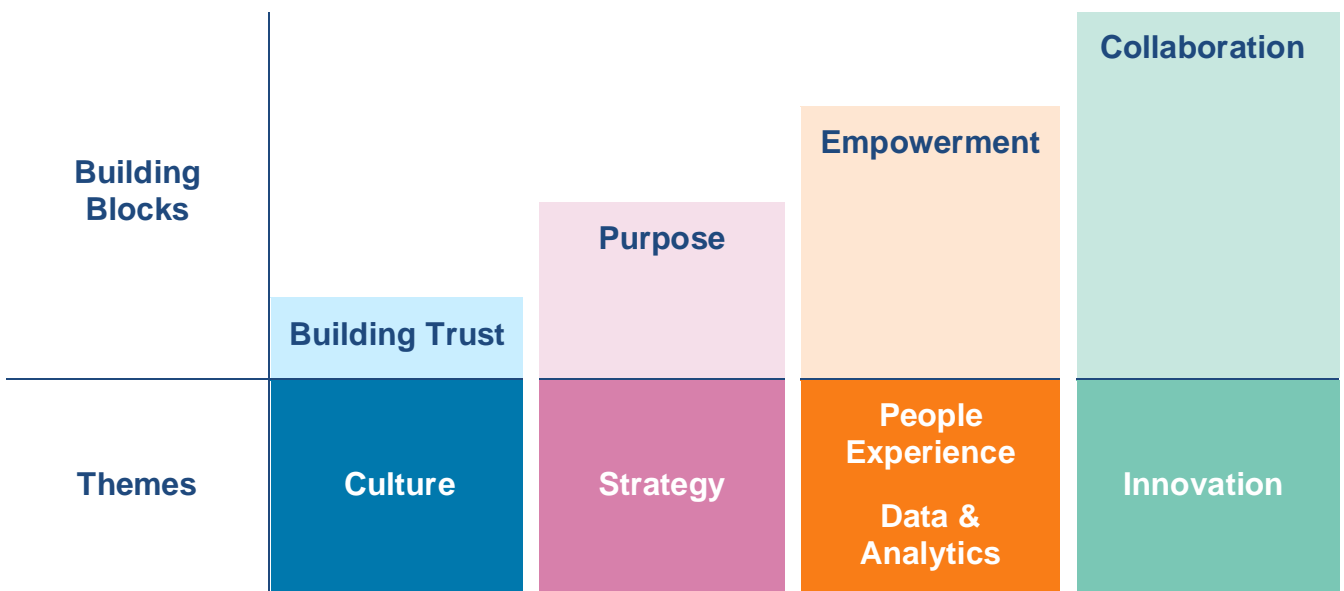 Collaboration
Empowerment
Building
Blocks
Purpose
Building Trust
Themes
Culture
Strategy
People
Experience
Data &
Analytics
Innovation